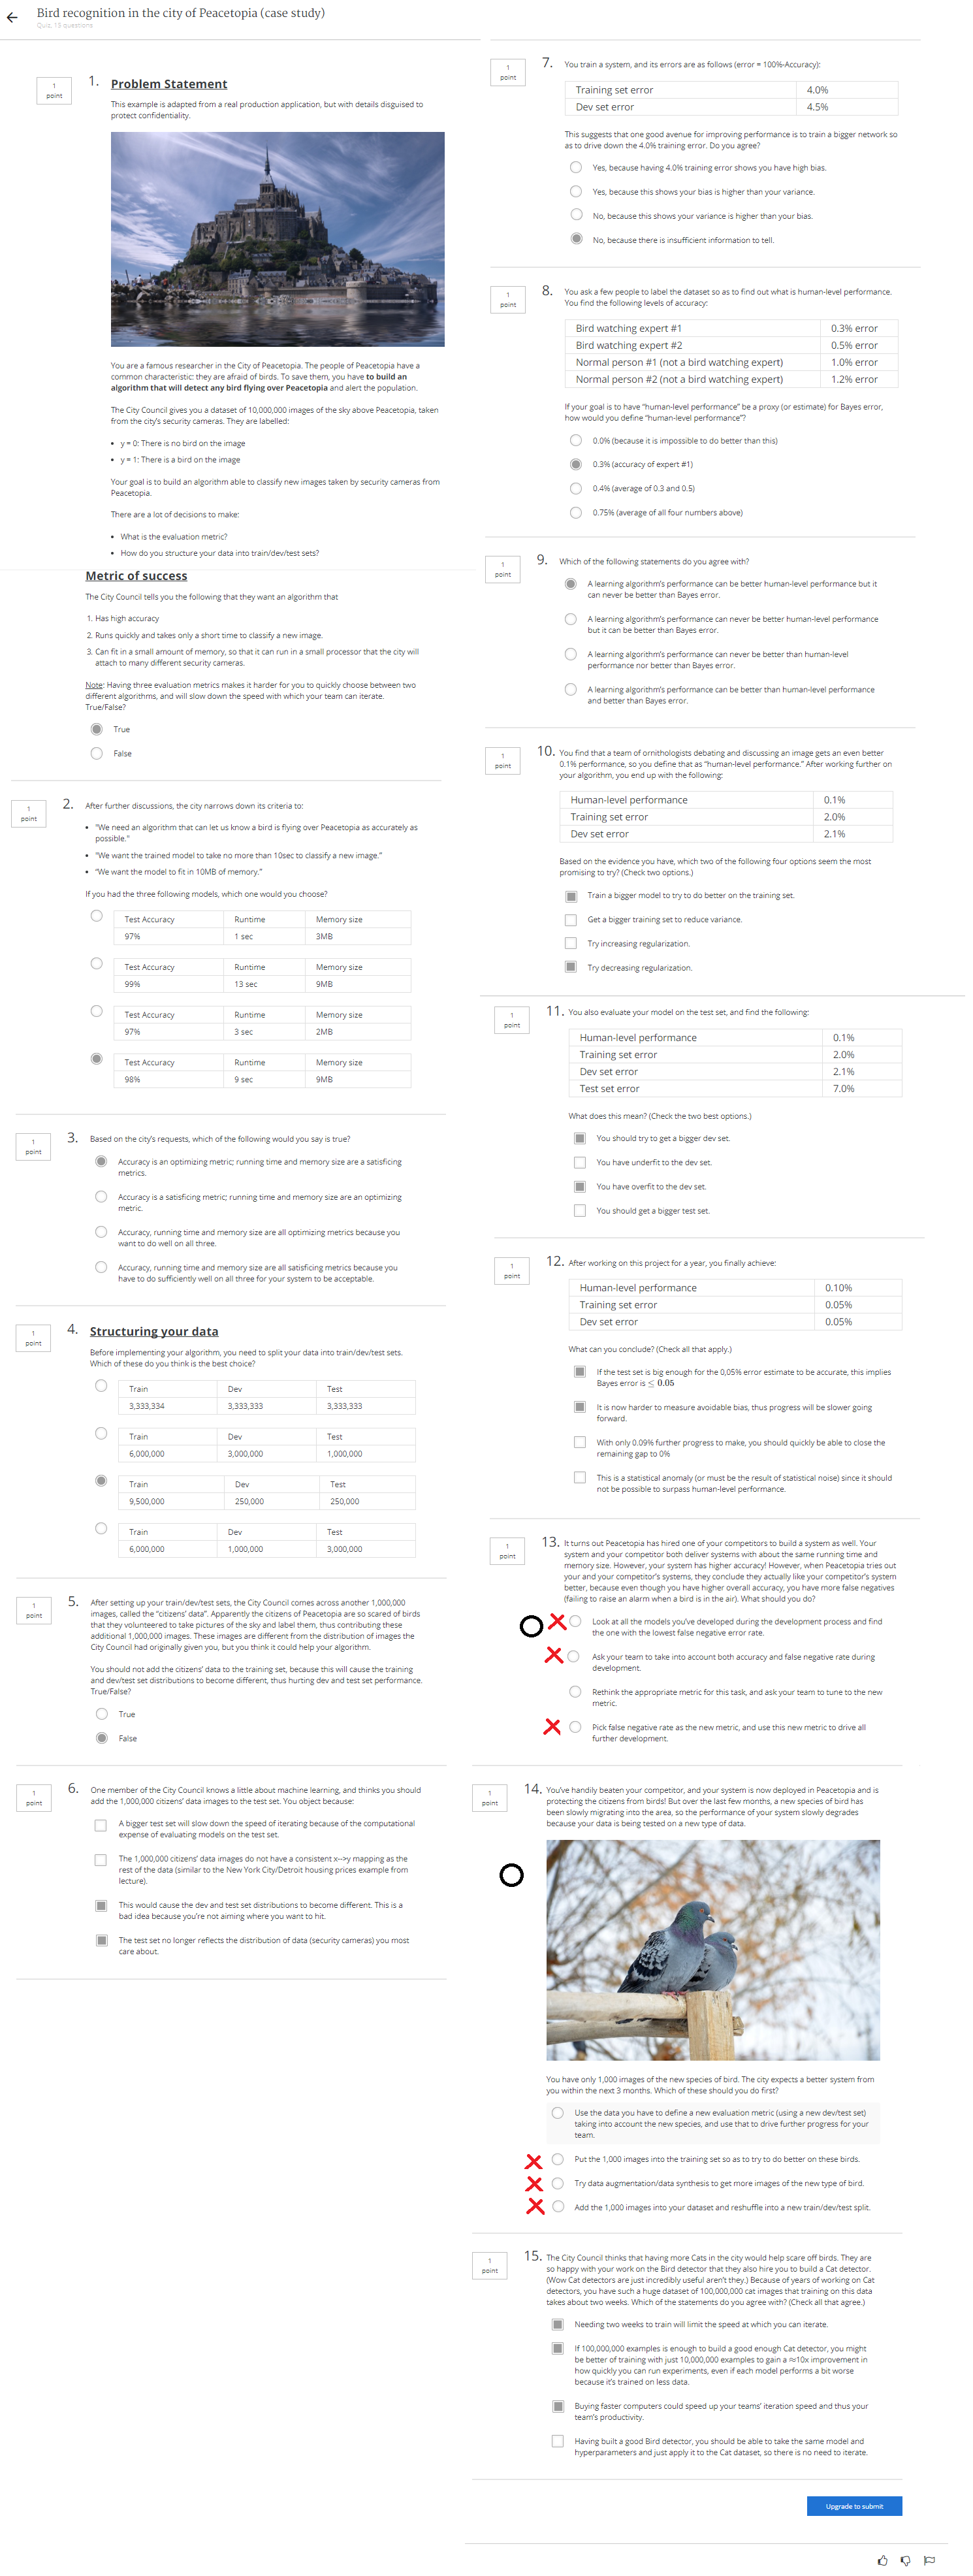 Bird recognition in the city of Peacetopia (case study)
Quiz, 15 questions
1
point
1. Problem Statement
This example is adapted from a real production application, but with details disguised to
protect confidentiality.
You are a famous researcher in the City of Peacetopia. The people of Peacetopia have a
common characteristic: they are afraid of birds. To save them, you have to build an
algorithm that will detect any bird flying over Peacetopia and alert the population.
The City Council gives you a dataset of 10,000,000 images of the sky above Peacetopia, taken
from the city's security cameras. They are labelled:
• y = 0: There is no bird on the image
• y = 1: There is a bird on the image
Your goal is to build an algorithm able to classify new images taken by security cameras from
Peacetopia.
There are a lot of decisions to make:
• What is the evaluation metric?
• How do you structure your data into train/dev/test sets?
Metric of success
The City Council tells you the following that they want an algorithm that
1. Has high accuracy
2. Runs quickly and takes only a short time to classify a new image.
3. Can fit in a small amount of memory, so that it can run in a small processor that the city will
attach to many different security cameras.
Note: Having three evaluation metrics makes it harder for you to quickly choose between two
different algorithms, and will slow down the speed with which your team can iterate.
True/False?
True
False
1
point
2. After further discussions, the city narrows down its criteria to:
• "We need an algorithm that can let us know a bird is flying over Peacetopia as accurately as
possible."
• "We want the trained model to take no more than 10sec to classify a new image."
• "We want the model to fit in 10MB of memory."
If you had the three following models, which one would you choose?
Test Accuracy Runtime Memory size
97% 1 sec 3MB
Test Accuracy Runtime Memory size
99% 13 sec 9MB
Test Accuracy Runtime Memory size
97% 3 sec 2MB
Test Accuracy Runtime Memory size
98% 9 sec 9MB
1
point
3. Based on the city's requests, which of the following would you say is true?
Accuracy is an optimizing metric; running time and memory size are a satisficing
metrics.
Accuracy is a satisficing metric; running time and memory size are an optimizing
metric.
Accuracy, running time and memory size are all optimizing metrics because you
want to do well on all three.
Accuracy, running time and memory size are all satisficing metrics because you
have to do sufficiently well on all three for your system to be acceptable.
1
point
4. Structuring your data
Before implementing your algorithm, you need to split your data into train/dev/test sets.
Which of these do you think is the best choice?
Train Dev Test
3,333,334 3,333,333 3,333,333
Train Dev Test
6,000,000 3,000,000 1,000,000
Train Dev Test
9,500,000 250,000 250,000
Train Dev Test
6,000,000 1,000,000 3,000,000
1
point
5. After setting up your train/dev/test sets, the City Council comes across another 1,000,000
images, called the "citizens' data". Apparently the citizens of Peacetopia are so scared of birds
that they volunteered to take pictures of the sky and label them, thus contributing these
additional 1,000,000 images. These images are different from the distribution of images the
City Council had originally given you, but you think it could help your algorithm.
You should not add the citizens' data to the training set, because this will cause the training
and dev/test set distributions to become different, thus hurting dev and test set performance.
True/False?
True
False
1
point
6. One member of the City Council knows a little about machine learning, and thinks you should
add the 1,000,000 citizens' data images to the test set. You object because:
A bigger test set will slow down the speed of iterating because of the computational
expense of evaluating models on the test set.
The 1,000,000 citizens' data images do not have a consistent x-->y mapping as the
rest of the data (similar to the New York City/Detroit housing prices example from
lecture).
This would cause the dev and test set distributions to become different. This is a
bad idea because you're not aiming where you want to hit.
The test set no longer reflects the distribution of data (security cameras) you most
care about.
1
point
7. You train a system, and its errors are as follows (error = 100%-Accuracy):
Training set error 4.0%
Dev set error 4.5%
This suggests that one good avenue for improving performance is to train a bigger network so
as to drive down the 4.0% training error. Do you agree?
Yes, because having 4.0% training error shows you have high bias.
Yes, because this shows your bias is higher than your variance.
No, because this shows your variance is higher than your bias.
No, because there is insufficient information to tell.
1
point
8. You ask a few people to label the dataset so as to find out what is human-level performance.
You find the following levels of accuracy:
Bird watching expert #1 0.3% error
Bird watching expert #2 0.5% error
Normal person #1 (not a bird watching expert) 1.0% error
Normal person #2 (not a bird watching expert) 1.2% error
If your goal is to have "human-level performance" be a proxy (or estimate) for Bayes error,
how would you define "human-level performance"?
0.0% (because it is impossible to do better than this)
0.3% (accuracy of expert #1)
0.4% (average of 0.3 and 0.5)
0.75% (average of all four numbers above)
1
point
9. Which of the following statements do you agree with?
A learning algorithm's performance can be better human-level performance but it
can never be better than Bayes error.
A learning algorithm's performance can never be better human-level performance
but it can be better than Bayes error.
A learning algorithm's performance can never be better than human-level
performance nor better than Bayes error.
A learning algorithm's performance can be better than human-level performance
and better than Bayes error.
1
point
10. You find that a team of ornithologists debating and discussing an image gets an even better
0.1% performance, so you define that as "human-level performance." After working further on
your algorithm, you end up with the following:
Human-level performance 0.1%
Training set error 2.0%
Dev set error 2.1%
Based on the evidence you have, which two of the following four options seem the most
promising to try? (Check two options.)
Train a bigger model to try to do better on the training set.
Get a bigger training set to reduce variance.
Try increasing regularization.
Try decreasing regularization.
1
point
11. You also evaluate your model on the test set, and find the following:
Human-level performance 0.1%
Training set error 2.0%
Dev set error 2.1%
Test set error 7.0%
What does this mean? (Check the two best options.)
You should try to get a bigger dev set.
You have underfit to the dev set.
You have overfit to the dev set.
You should get a bigger test set.
1
point
12. After working on this project for a year, you finally achieve:
Human-level performance 0.10%
Training set error 0.05%
Dev set error 0.05%
What can you conclude? (Check all that apply.)
If the test set is big enough for the 0,05% error estimate to be accurate, this implies
Bayes error is ≤ 0.05
It is now harder to measure avoidable bias, thus progress will be slower going
forward.
With only 0.09% further progress to make, you should quickly be able to close the
remaining gap to 0%
This is a statistical anomaly (or must be the result of statistical noise) since it should
not be possible to surpass human-level performance.
1
point
13. It turns out Peacetopia has hired one of your competitors to build a system as well. Your
system and your competitor both deliver systems with about the same running time and
memory size. However, your system has higher accuracy! However, when Peacetopia tries out
your and your competitor's systems, they conclude they actually like your competitor's system
better, because even though you have higher overall accuracy, you have more false negatives
(failing to raise an alarm when a bird is in the air). What should you do?
Look at all the models you've developed during the development process and find
the one with the lowest false negative error rate.
Ask your team to take into account both accuracy and false negative rate during
development.
Rethink the appropriate metric for this task, and ask your team to tune to the new
metric.
Pick false negative rate as the new metric, and use this new metric to drive all
further development.
1
point
14. You've handily beaten your competitor, and your system is now deployed in Peacetopia and is
protecting the citizens from birds! But over the last few months, a new species of bird has
been slowly migrating into the area, so the performance of your system slowly degrades
because your data is being tested on a new type of data.
You have only 1,000 images of the new species of bird. The city expects a better system from
you within the next 3 months. Which of these should you do first?
Use the data you have to define a new evaluation metric (using a new dev/test set)
taking into account the new species, and use that to drive further progress for your
team.
Put the 1,000 images into the training set so as to try to do better on these birds.
Try data augmentation/data synthesis to get more images of the new type of bird.
Add the 1,000 images into your dataset and reshuffle into a new train/dev/test split.
1
point
15. The City Council thinks that having more Cats in the city would help scare off birds. They are
so happy with your work on the Bird detector that they also hire you to build a Cat detector.
(Wow Cat detectors are just incredibly useful aren't they.) Because of years of working on Cat
detectors, you have such a huge dataset of 100,000,000 cat images that training on this data
takes about two weeks. Which of the statements do you agree with? (Check all that agree.)
Needing two weeks to train will limit the speed at which you can iterate.
If 100,000,000 examples is enough to build a good enough Cat detector, you might
be better of training with just 10,000,000 examples to gain a ≈10x improvement in
how quickly you can run experiments, even if each model performs a bit worse
because it's trained on less data.
Buying faster computers could speed up your teams' iteration speed and thus your
team's productivity.
Having built a good Bird detector, you should be able to take the same model and
hyperparameters and just apply it to the Cat dataset, so there is no need to iterate.
Upgrade to submit